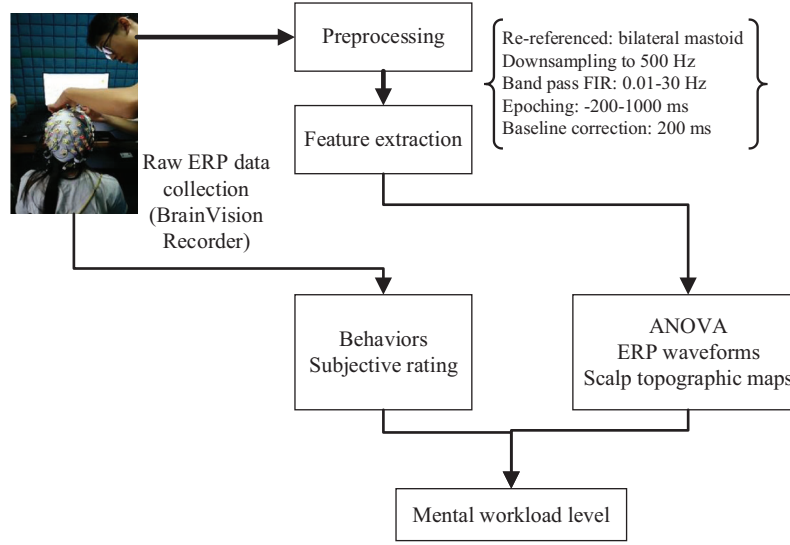 Preprocessing
Re-referenced: bilateral mastoid
Downsampling to 500 Hz
Band pass FIR: 0.01-30 Hz
Epoching: -200-1000 ms
Baseline correction: 200 ms
Feature extraction
Raw ERP data
collection
(BrainVision
Recorder)
Behaviors
Subjective rating
ANOVA
ERP waveforms
Scalp topographic maps
Mental workload level